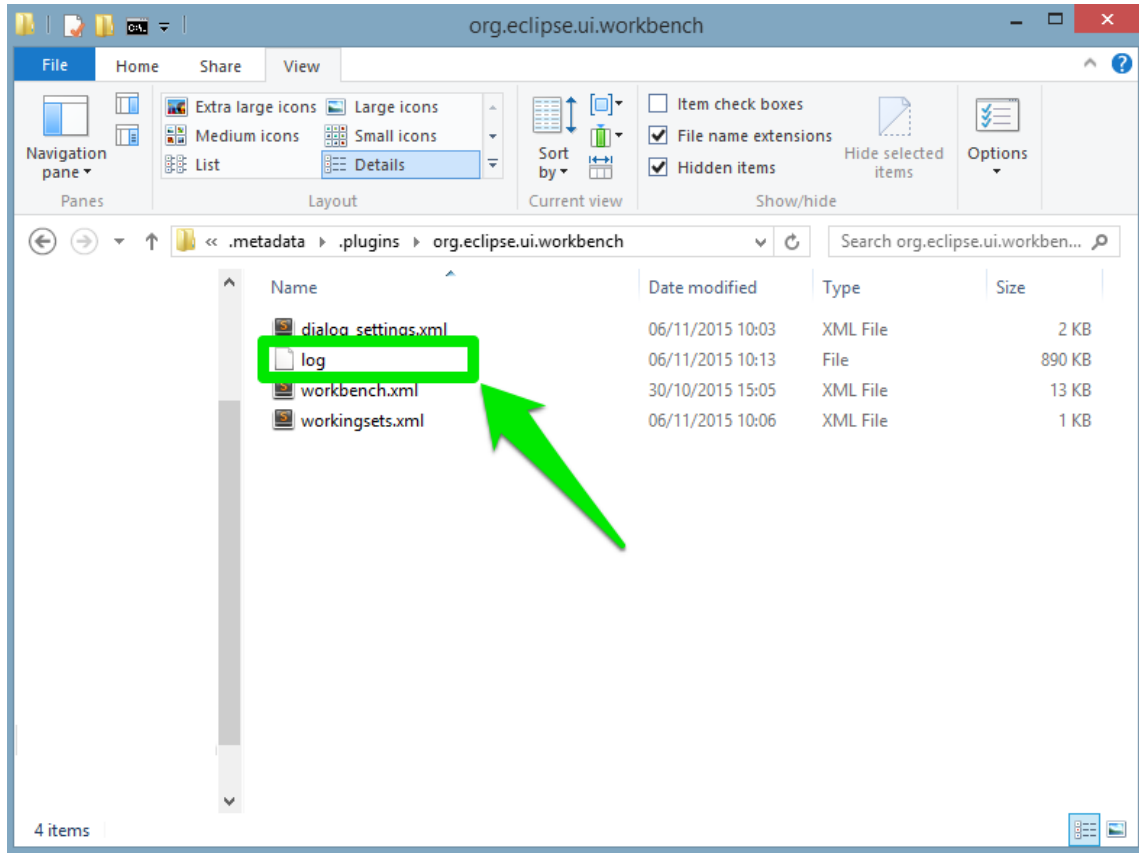 org.eclipse.ui.workbench
File Home Share View
Extra large icons Large icons
Medium icons Small icons
List Details
Navigation pane
Sort by
Item check boxes
File name extensions
Hidden items
Hide selected items
Options
Panes Layout Current view Show/hide
« .metadata .plugins org.eclipse.ui.workbench
Search org.eclipse.ui.workben...
Name Date modified Type Size
dialog_settings.xml 06/11/2015 10:03 XML File 2 KB
log 06/11/2015 10:13 File 890 KB
workbench.xml 30/10/2015 15:05 XML File 13 KB
workingsets.xml 06/11/2015 10:06 XML File 1 KB
4 items